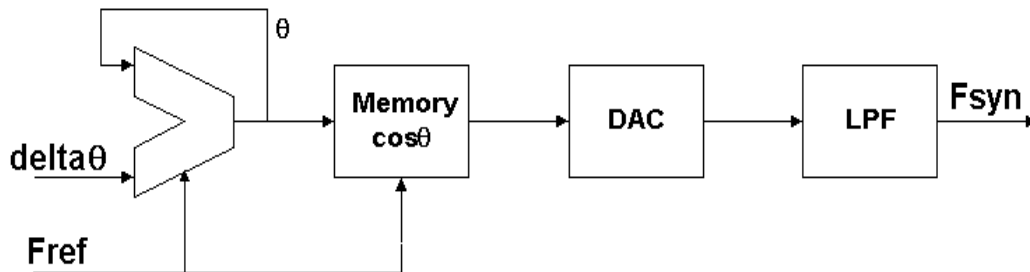 θ
Memory
cosθ
DAC
LPF
Fsyn
deltaθ
Fref